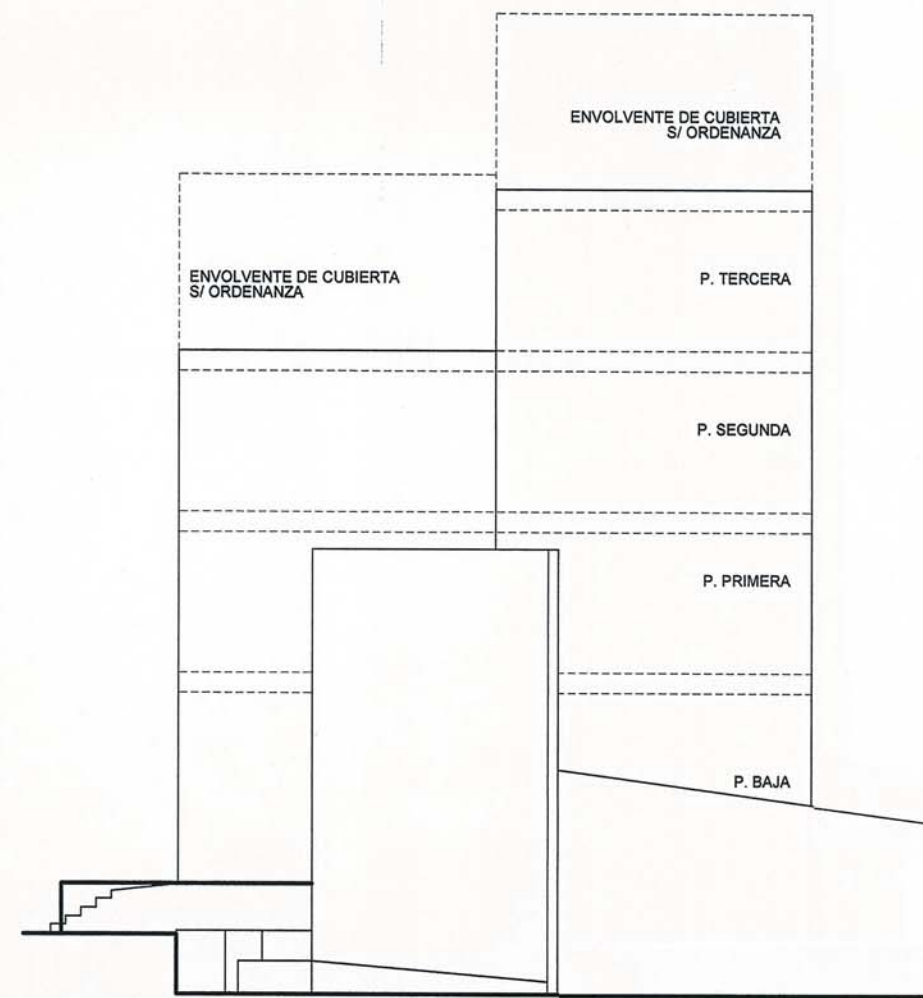 ENVOLVENTE DE CUBIERTA
S/ ORDENANZA
ENVOLVENTE DE CUBIERTA
S/ ORDENANZA
P. TERCERA
P. SEGUNDA
P. PRIMERA
P. BAJA